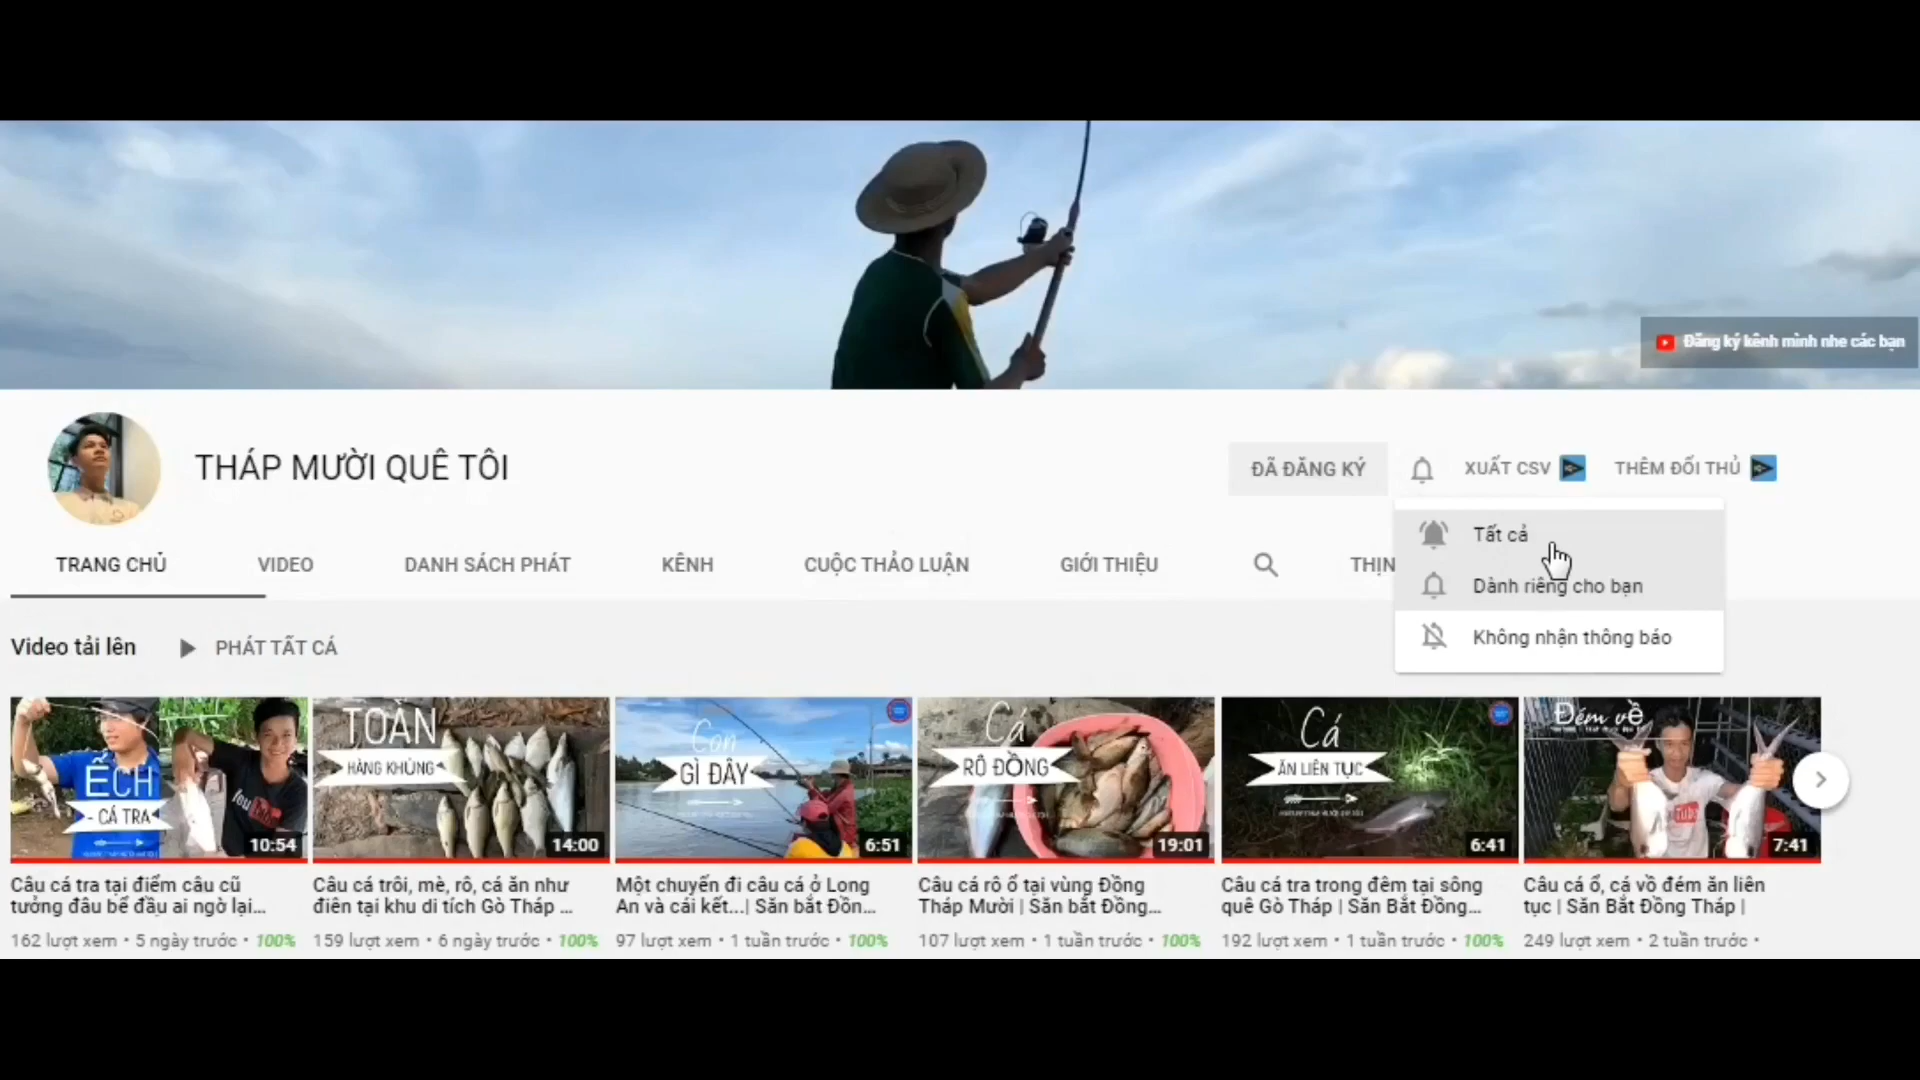 Đăng ký kênh mình nhe các bạn
THÁP MƯỜI QUÊ TÔI
ĐÃ ĐĂNG KÝ
XUẤT CSV
THÊM ĐỐI THỦ
Tất cả
Dành riêng cho bạn
Không nhận thông báo
TRANG CHỦ
VIDEO
DANH SÁCH PHÁT
KÊNH
CUỘC THẢO LUẬN
GIỚI THIỆU
THỊN
Video tải lên
PHÁT TẤT CẢ
ẾCH
- CÁ TRA
10:54
TOÀN
HÀNG KHỦNG
14:00
Con
GÌ ĐÂY
6:51
Cá
RÔ ĐỒNG
19:01
Cá
ĂN LIÊN TỤC
6:41
Đém vồ
7:41
Câu cá tra tại điểm câu cũ
tưởng đâu bể đầu ai ngờ lại...
162 lượt xem • 5 ngày trước • 100%
Câu cá trôi, mè, rô, cá ăn như
điên tại khu di tích Gò Tháp ...
159 lượt xem • 6 ngày trước • 100%
Một chuyến đi câu cá ở Long
An và cái kết...| Săn bắt Đồn...
97 lượt xem • 1 tuần trước • 100%
Câu cá rô ổ tại vùng Đồng
Tháp Mười | Săn bắt Đồng...
107 lượt xem • 1 tuần trước • 100%
Câu cá tra trong đêm tại sông
quê Gò Tháp | Săn Bắt Đồng...
192 lượt xem • 1 tuần trước • 100%
Câu cá ổ, cá vồ đém ăn liên
tục | Săn Bắt Đồng Tháp |
249 lượt xem • 2 tuần trước •